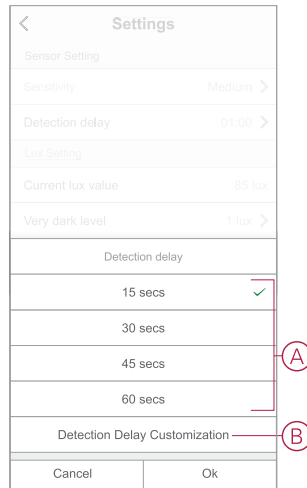 Settings
Sensor Setting
Sensitivity Medium
Detection delay 01:00
Lux Setting
Current lux value 85 lux
Very dark level 1 lux
Detection delay
15 secs
30 secs
45 secs
60 secs
A
Detection Delay Customization
B
Cancel Ok